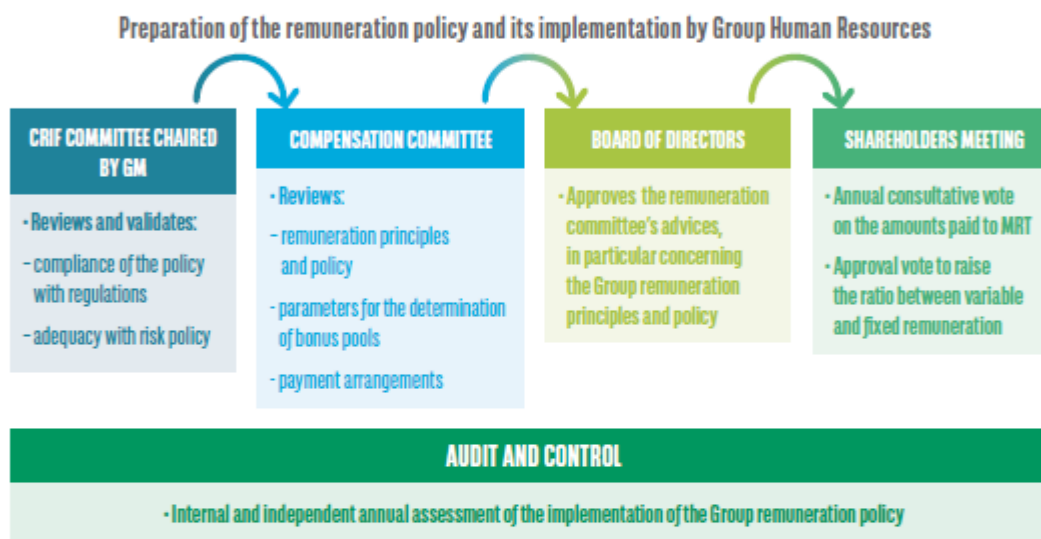 Preparation of the remuneration policy and its implementation by Group Human Resources
CRIF COMMITTEE CHAIRED
BY GM
• Reviews and validates:
– compliance of the policy
with regulations
– adequacy with risk policy
COMPENSATION COMMITTEE
• Reviews:
– remuneration principles
and policy
- parameters for the determination
of bonus pools
- payment arrangements
BOARD OF DIRECTORS
• Approves the remuneration
committee's advices,
in particular concerning
the Group remuneration
principles and policy
SHAREHOLDERS MEETING
• Annual consultative vote
on the amounts paid to MRT
• Approval vote to raise
the ratio between variable
and fixed remuneration
AUDIT AND CONTROL
• Internal and independent annual assessment of the implementation of the Group remuneration policy